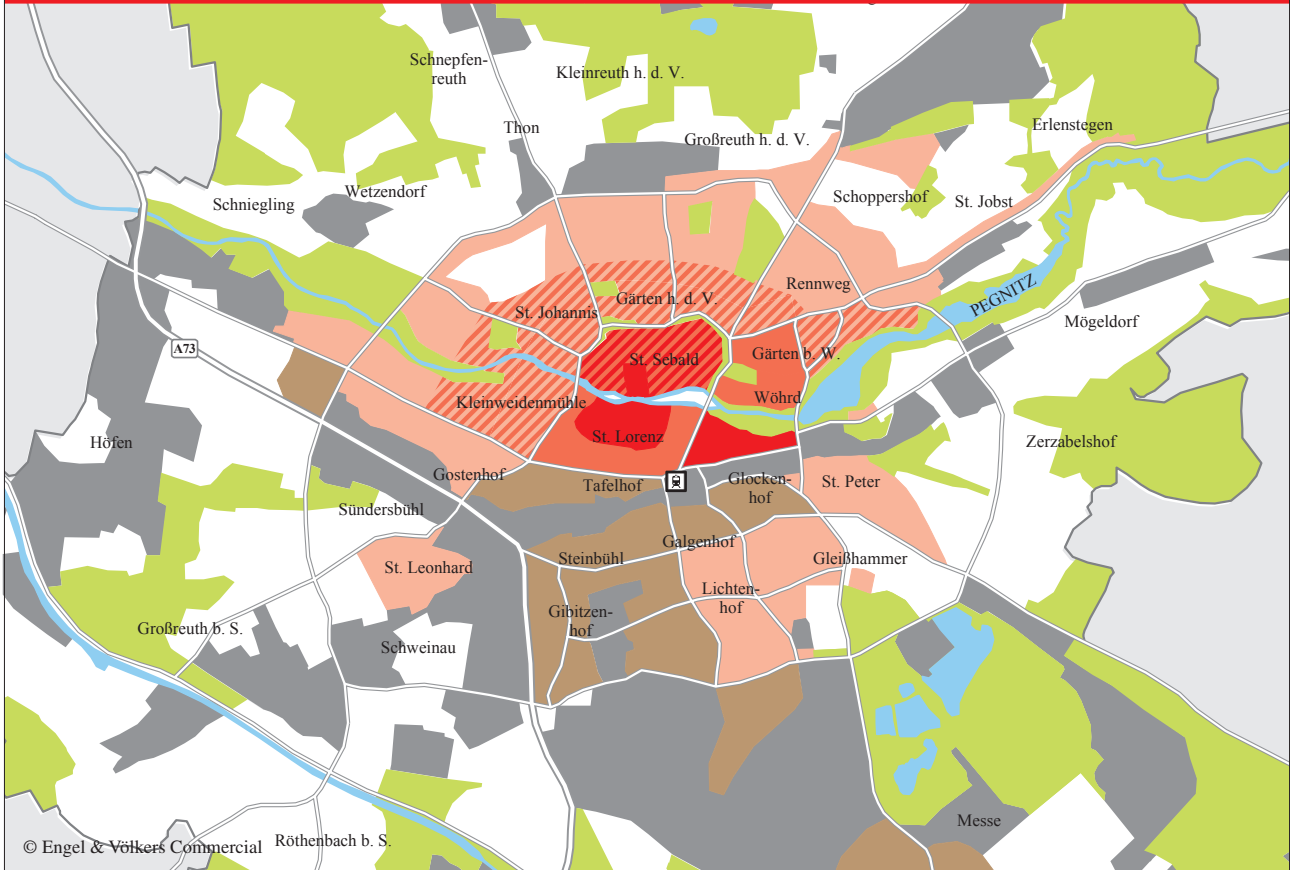 Schnepfen-
reuth
Kleinreuth h. d. V.
Thon
Großreuth h. d. V.
Erlenstegen
Wetzendorf
Schniegling
Schoppershof
St. Jobst
Rennweg
PEGNITZ
Mögeldorf
Gärten h. d. V.
St. Johannis
A73
St. Sebald
Gärten b. W.
Wöhrd
Kleinweidenmühle
St. Lorenz
Höfen
Zerzabelshof
Gostenhof
Tafelhof
Glocken-
hof
St. Peter
Sündersbühl
Galgenhof
Steinbühl
Gleißhammer
St. Leonhard
Lichten-
hof
Gibitzen-
hof
Großreuth b. S.
Schweinau
Messe
© Engel & Völkers Commercial
Röthenbach b. S.